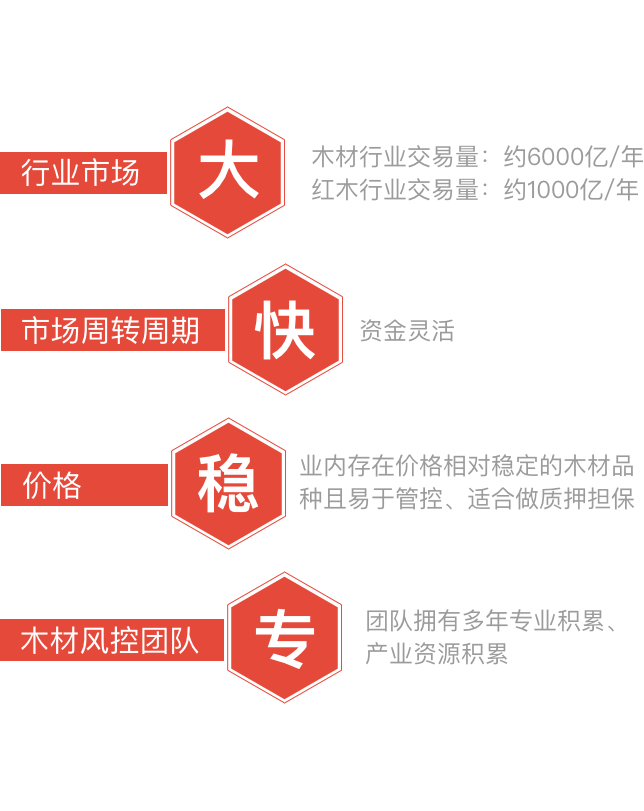 行业市场
大
木材行业交易量：约6000亿/年
红木行业交易量：约1000亿/年
市场周转周期
快
资金灵活
价格
稳
业内存在价格相对稳定的木材品
种且易于管控、适合做质押担保
木材风控团队
专
团队拥有多年专业积累、
产业资源积累